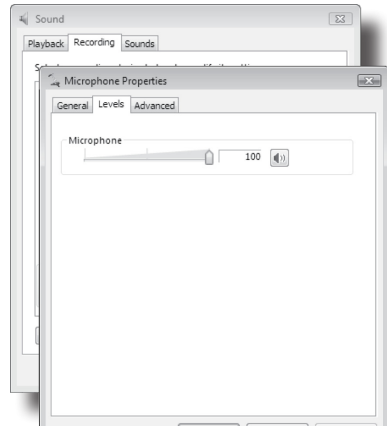 Sound
Playback Recording Sounds
Microphone Properties
General Levels Advanced
Microphone
100